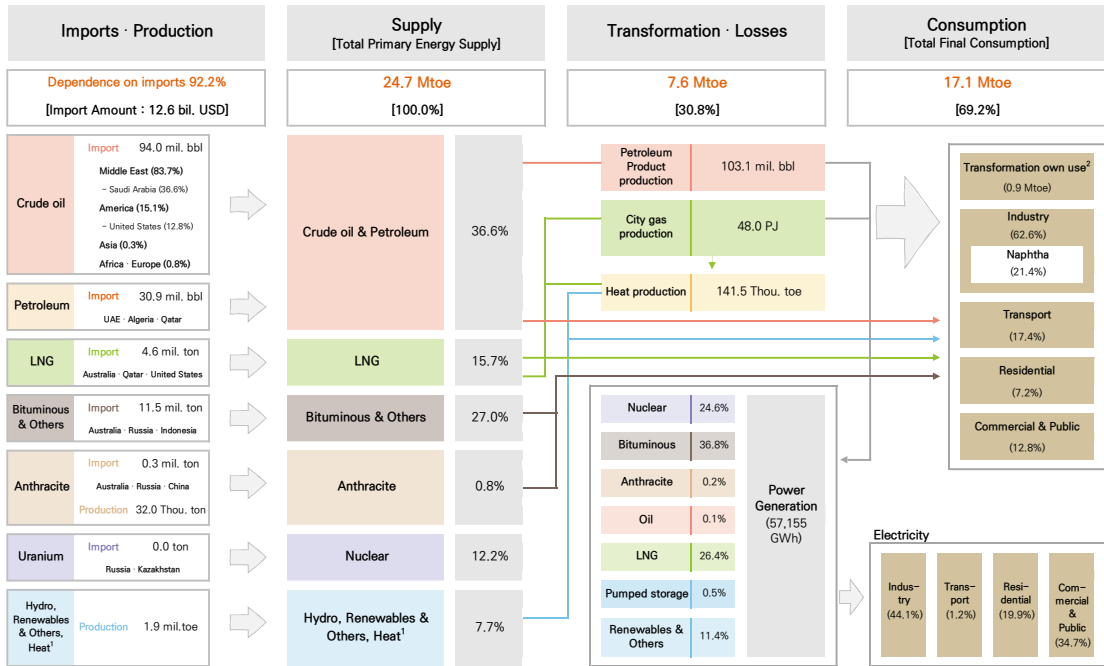 Imports · Production
Supply
[Total Primary Energy Supply]
Transformation · Losses
Consumption
[Total Final Consumption]
Dependence on imports 92.2%
[Import Amount : 12.6 bil. USD]
24.7 Mtoe
[100.0%]
7.6 Mtoe
[30.8%]
17.1 Mtoe
[69.2%]
Crude oil
Import 94.0 mil. bbl
Middle East (83.7%)
- Saudi Arabia (36.6%)
America (15.1%)
- United States (12.8%)
Asia (0.3%)
Africa · Europe (0.8%)
Petroleum
Import 30.9 mil. bbl
UAE · Algeria · Qatar
LNG
Import 4.6 mil. ton
Australia · Qatar · United States
Bituminous
& Others
Import 11.5 mil. ton
Australia · Russia · Indonesia
Anthracite
Import 0.3 mil. ton
Australia · Russia · China
Production 32.0 Thou. ton
Uranium
Import 0.0 ton
Russia · Kazakhstan
Hydro,
Renewables
& Others,
Heat¹
Production 1.9 mil.toe
Crude oil & Petroleum 36.6%
LNG 15.7%
Bituminous & Others 27.0%
Anthracite 0.8%
Nuclear 12.2%
Hydro, Renewables &
Others, Heat¹
7.7%
Petroleum
Product
production
103.1 mil. bbl
City gas
production
48.0 PJ
Heat production 141.5 Thou. toe
Nuclear 24.6%
Bituminous 36.8%
Anthracite 0.2%
Oil 0.1%
LNG 26.4%
Pumped storage 0.5%
Renewables &
Others
11.4%
Power
Generation
(57,155
GWh)
Transformation own use²
(0.9 Mtoe)
Industry
(62.6%)
Naphtha
(21.4%)
Transport
(17.4%)
Residential
(7.2%)
Commercial & Public
(12.8%)
Electricity
Indus-
try
(44.1%)
Trans-
port
(1.2%)
Resi-
dential
(19.9%)
Com-
mercial
&
Public
(34.7%)